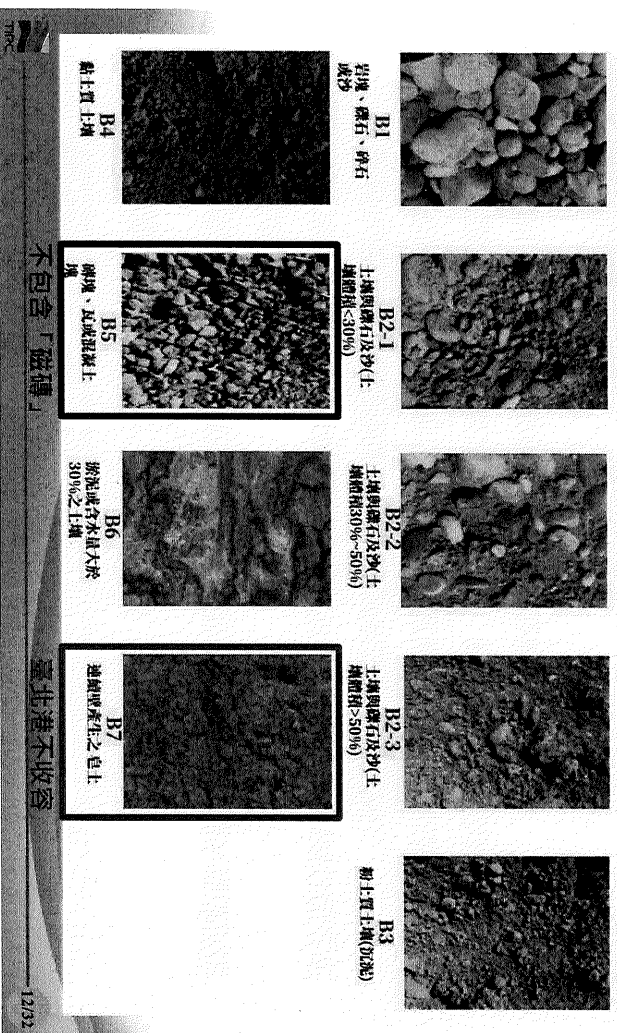 B1
岩塊、礫石、碎石
或沙
B2-1
土壤與礫石及沙(土
壤體積<30%)
B2-2
土壤與礫石及沙(土
壤體積30%~50%)
B2-3
土壤與礫石及沙(土
壤體積>50%)
B3
粉土質土壤(沉泥)
B4
黏土質土壤
B5
磚塊、瓦或混凝土
塊
B6
淤泥或含水量大於
30%之土壤
B7
連續壁產生之皂土
不包含「磁磚」
臺北港不收容
TIPC
12/32